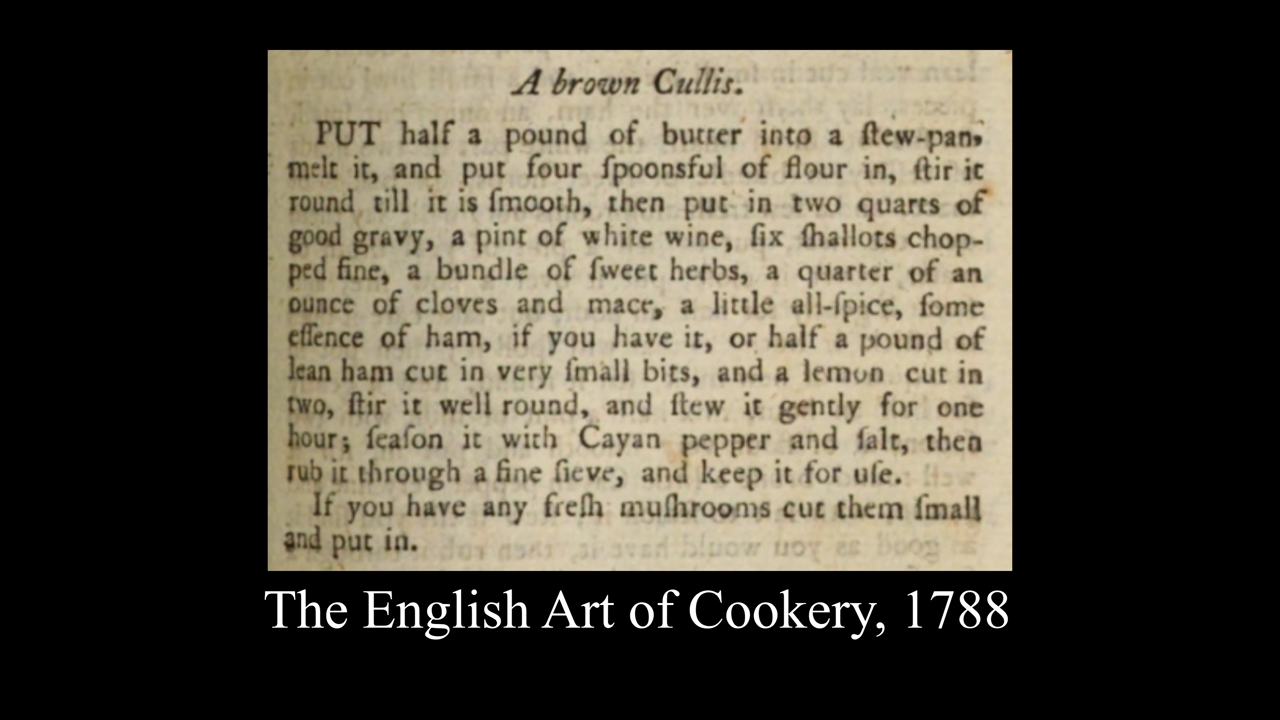 A brown Cullis.
PUT half a pound of butter into a ſtew-pan,
melt it, and put four ſpoonsful of flour in, ſtir it
round till it is ſmooth, then put in two quarts of
good gravy, a pint of white wine, ſix ſhallots chop-
ped fine, a bundle of ſweet herbs, a quarter of an
ounce of cloves and mace, a little all-ſpice, ſome
eſſence of ham, if you have it, or half a pound of
lean ham cut in very ſmall bits, and a lemon cut in
two, ſtir it well round, and ſtew it gently for one
hour; ſeaſon it with Cayan pepper and ſalt, then
rub it through a fine ſieve, and keep it for uſe.
If you have any freſh muſhrooms cut them ſmall
and put in.
The English Art of Cookery, 1788